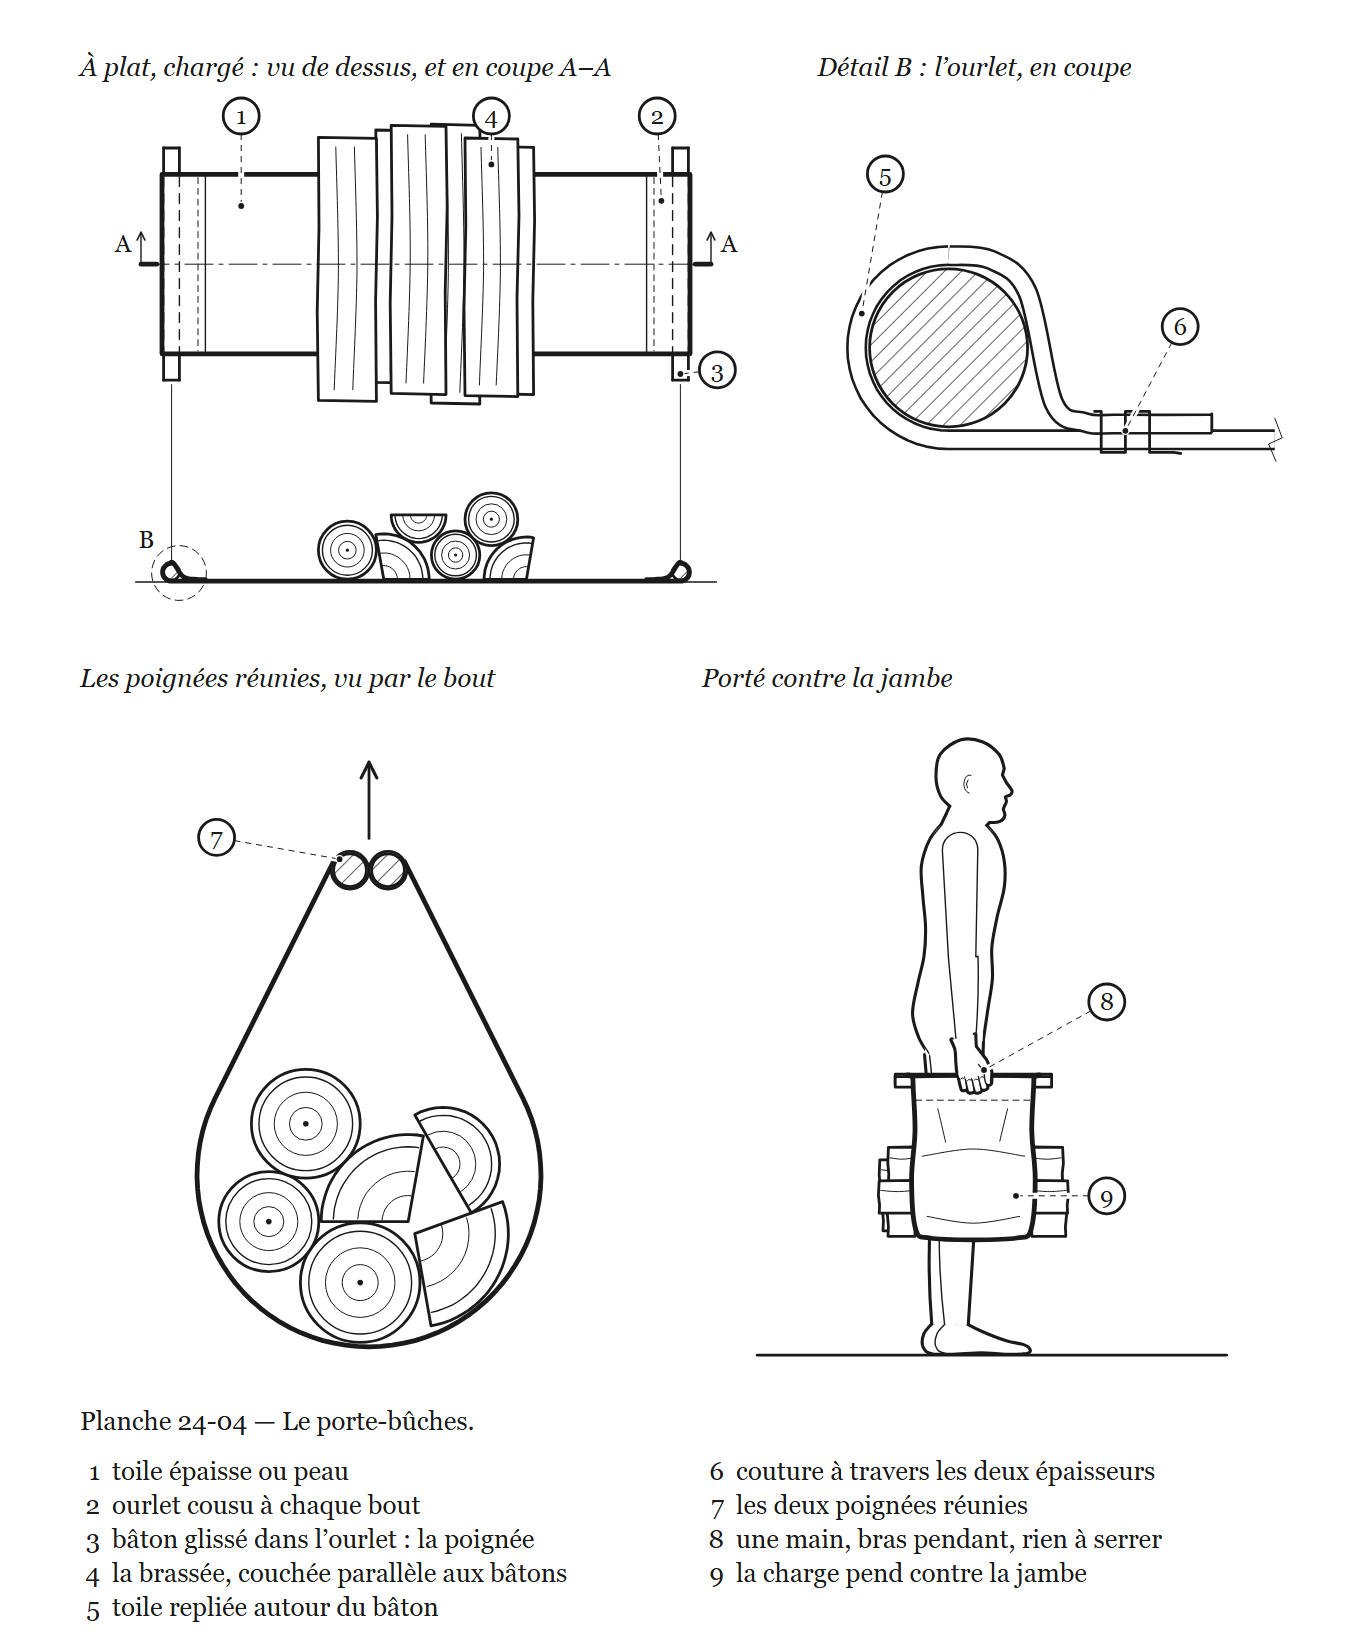 À plat, chargé : vu de dessus, et en coupe A–A
Détail B : l’ourlet, en coupe
1
4
2
5
A
A
6
3
B
Les poignées réunies, vu par le bout
Porté contre la jambe
7
8
9
Planche 24-04 — Le porte-bûches.
1 toile épaisse ou peau
2 ourlet cousu à chaque bout
3 bâton glissé dans l’ourlet : la poignée
4 la brassée, couchée parallèle aux bâtons
5 toile repliée autour du bâton
6 couture à travers les deux épaisseurs
7 les deux poignées réunies
8 une main, bras pendant, rien à serrer
9 la charge pend contre la jambe